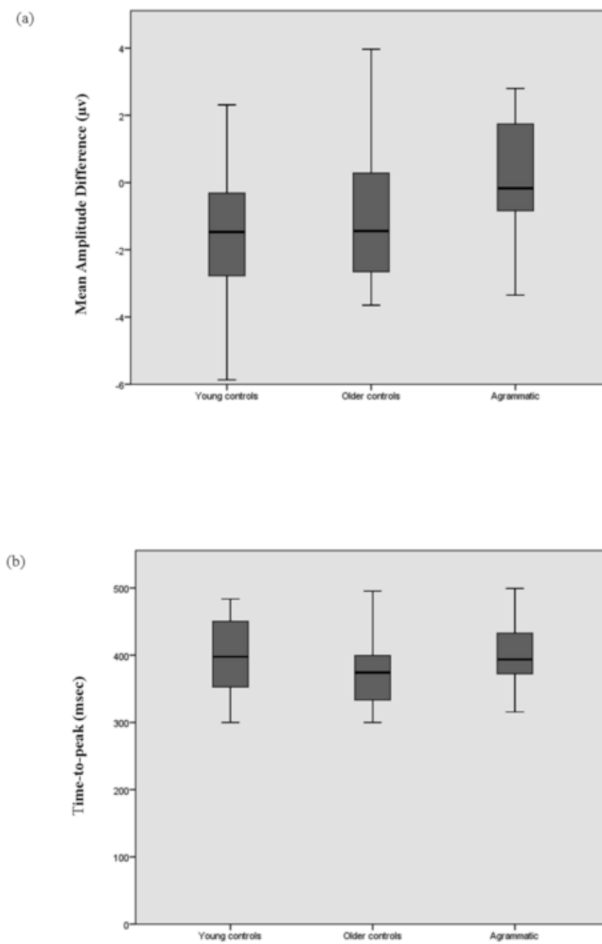 (a)
Mean Amplitude Difference (µv)
4
2
0
-2
-4
-6
Young controls Older controls Agrammatic
(b)
Time-to-peak (msec)
500
400
300
200
100
0
Young controls Older controls Agrammatic